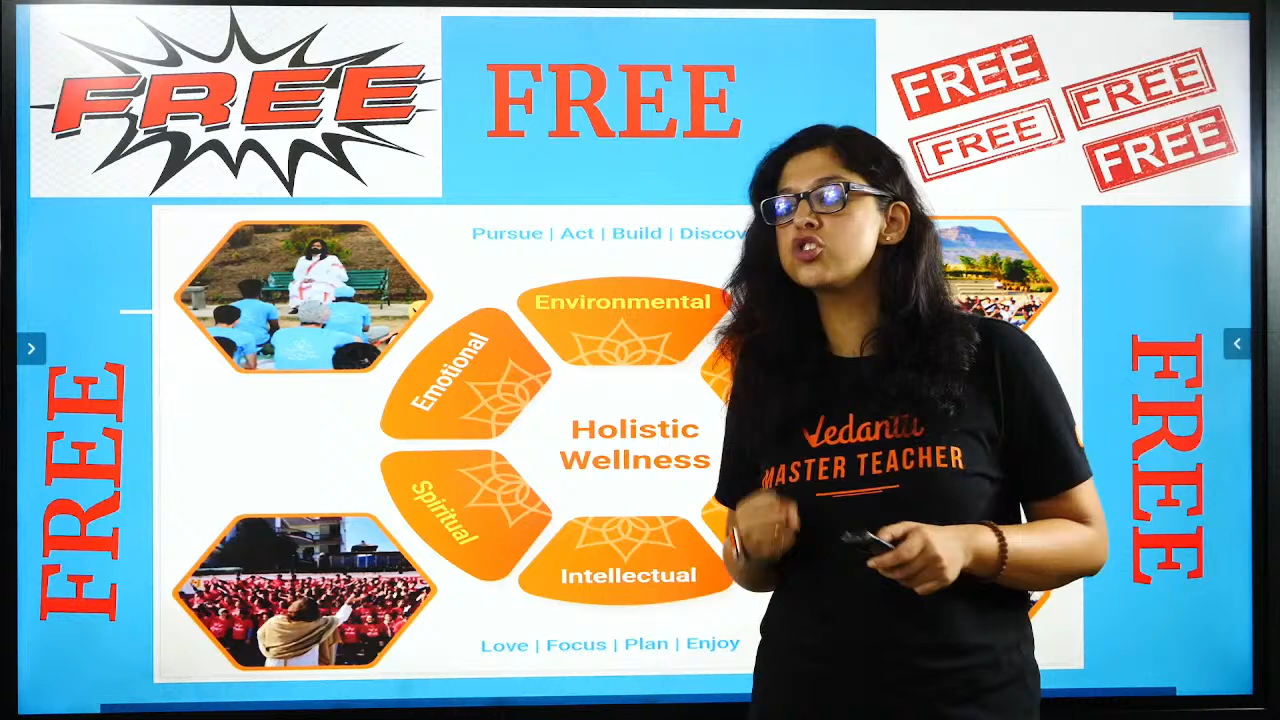 FREE
FREE
FREE
FREE
FREE
FREE
Pursue | Act | Build |
Environmental
Emotional
Holistic
Wellness
Spiritual
Intellectual
Love | Focus | Plan | Enjoy
FREE
FREE
Vedantu
MASTER TEACHER